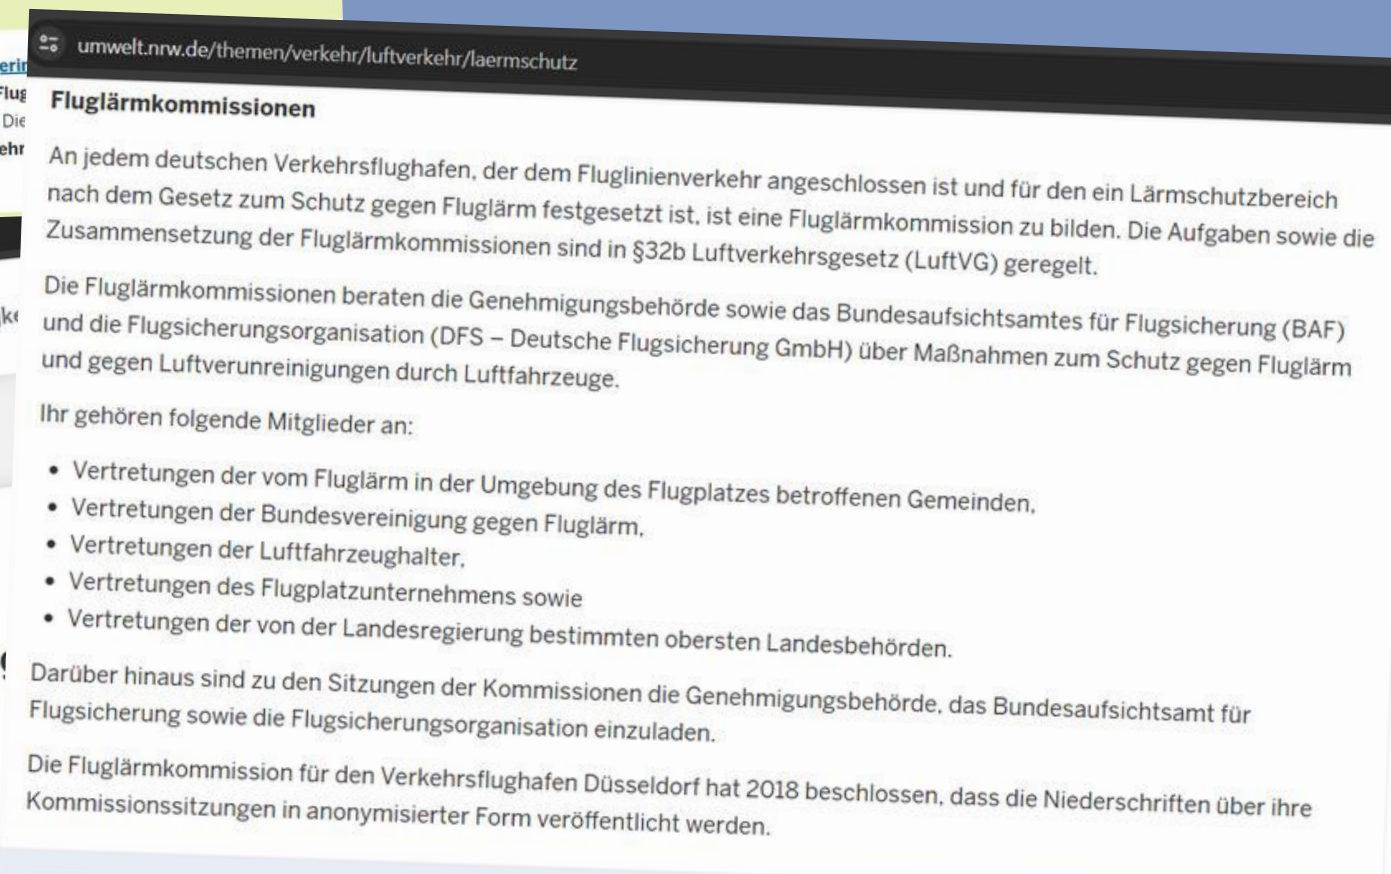 umwelt.nrw.de/themen/verkehr/luftverkehr/laermschutz
Fluglärmkommissionen
An jedem deutschen Verkehrsflughafen, der dem Fluglinienverkehr angeschlossen ist und für den ein Lärmschutzbereich
nach dem Gesetz zum Schutz gegen Fluglärm festgesetzt ist, ist eine Fluglärmkommission zu bilden. Die Aufgaben sowie die
Zusammensetzung der Fluglärmkommissionen sind in §32b Luftverkehrsgesetz (LuftVG) geregelt.
Die Fluglärmkommissionen beraten die Genehmigungsbehörde sowie das Bundesaufsichtsamtes für Flugsicherung (BAF)
und die Flugsicherungsorganisation (DFS – Deutsche Flugsicherung GmbH) über Maßnahmen zum Schutz gegen Fluglärm
und gegen Luftverunreinigungen durch Luftfahrzeuge.
Ihr gehören folgende Mitglieder an:
• Vertretungen der vom Fluglärm in der Umgebung des Flugplatzes betroffenen Gemeinden,
• Vertretungen der Bundesvereinigung gegen Fluglärm,
• Vertretungen der Luftfahrzeughalter,
• Vertretungen des Flugplatzunternehmens sowie
• Vertretungen der von der Landesregierung bestimmten obersten Landesbehörden.
Darüber hinaus sind zu den Sitzungen der Kommissionen die Genehmigungsbehörde, das Bundesaufsichtsamt für
Flugsicherung sowie die Flugsicherungsorganisation einzuladen.
Die Fluglärmkommission für den Verkehrsflughafen Düsseldorf hat 2018 beschlossen, dass die Niederschriften über ihre
Kommissionssitzungen in anonymisierter Form veröffentlicht werden.